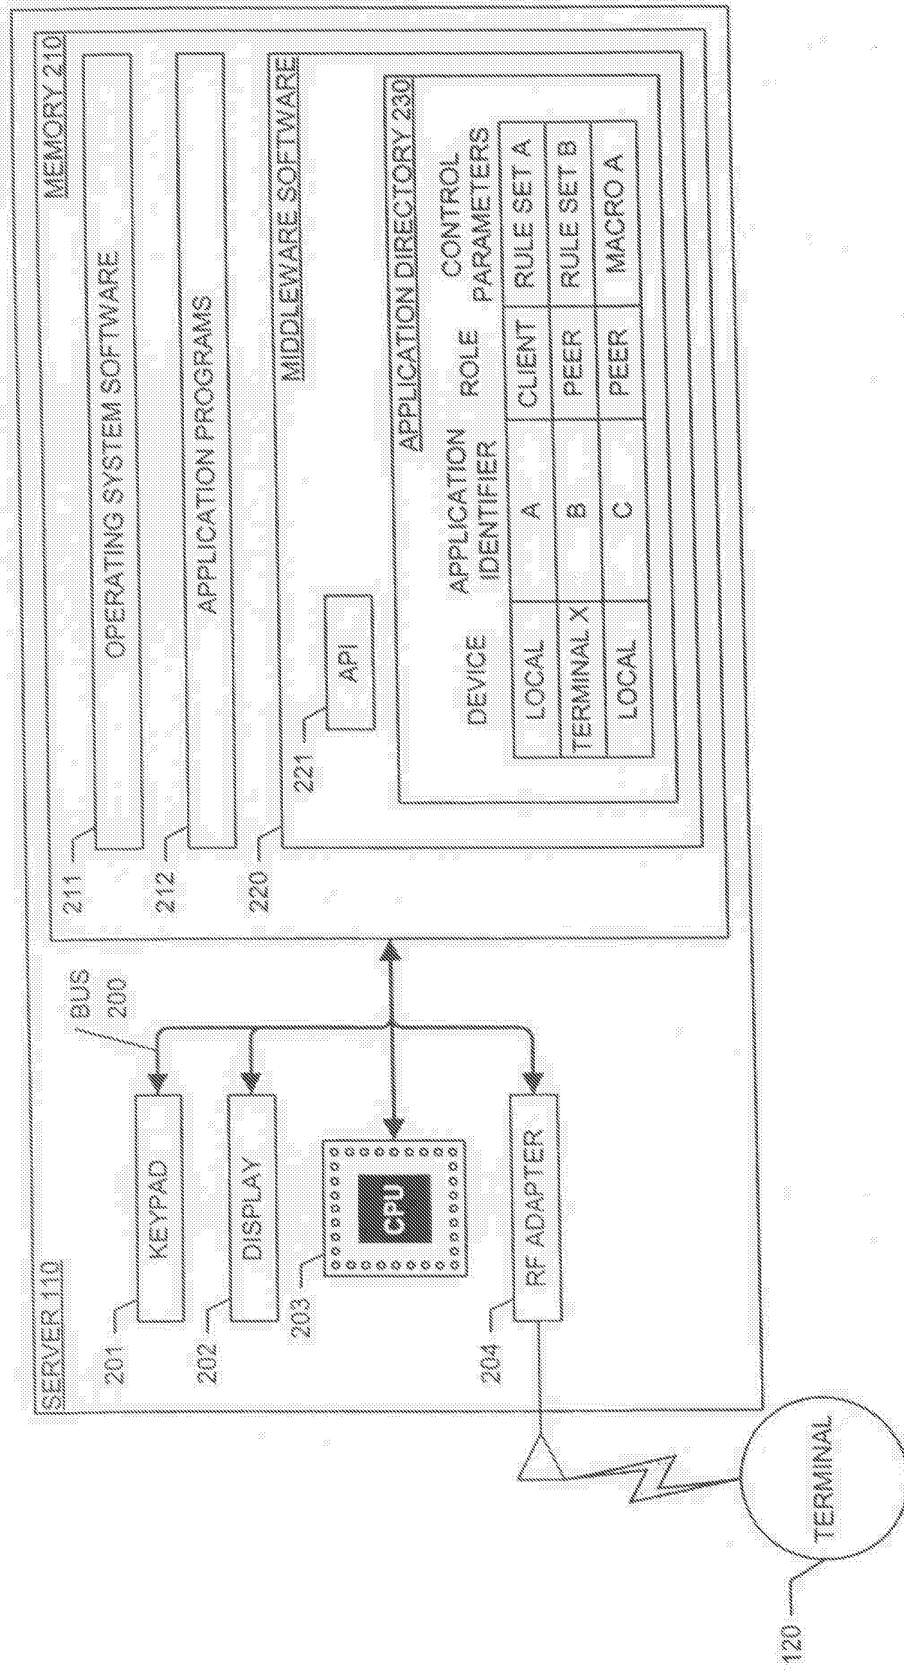 SERVER 110
201
KEYPAD
202
DISPLAY
203
CPU
204
RF ADAPTER
BUS
200
120
TERMINAL
MEMORY 210
211
OPERATING SYSTEM SOFTWARE
212
APPLICATION PROGRAMS
220
MIDDLEWARE SOFTWARE
221
API
APPLICATION DIRECTORY 230
DEVICE APPLICATION IDENTIFIER ROLE CONTROL PARAMETERS
LOCAL A CLIENT RULE SET A
TERMINAL X B PEER RULE SET B
LOCAL C PEER MACRO A